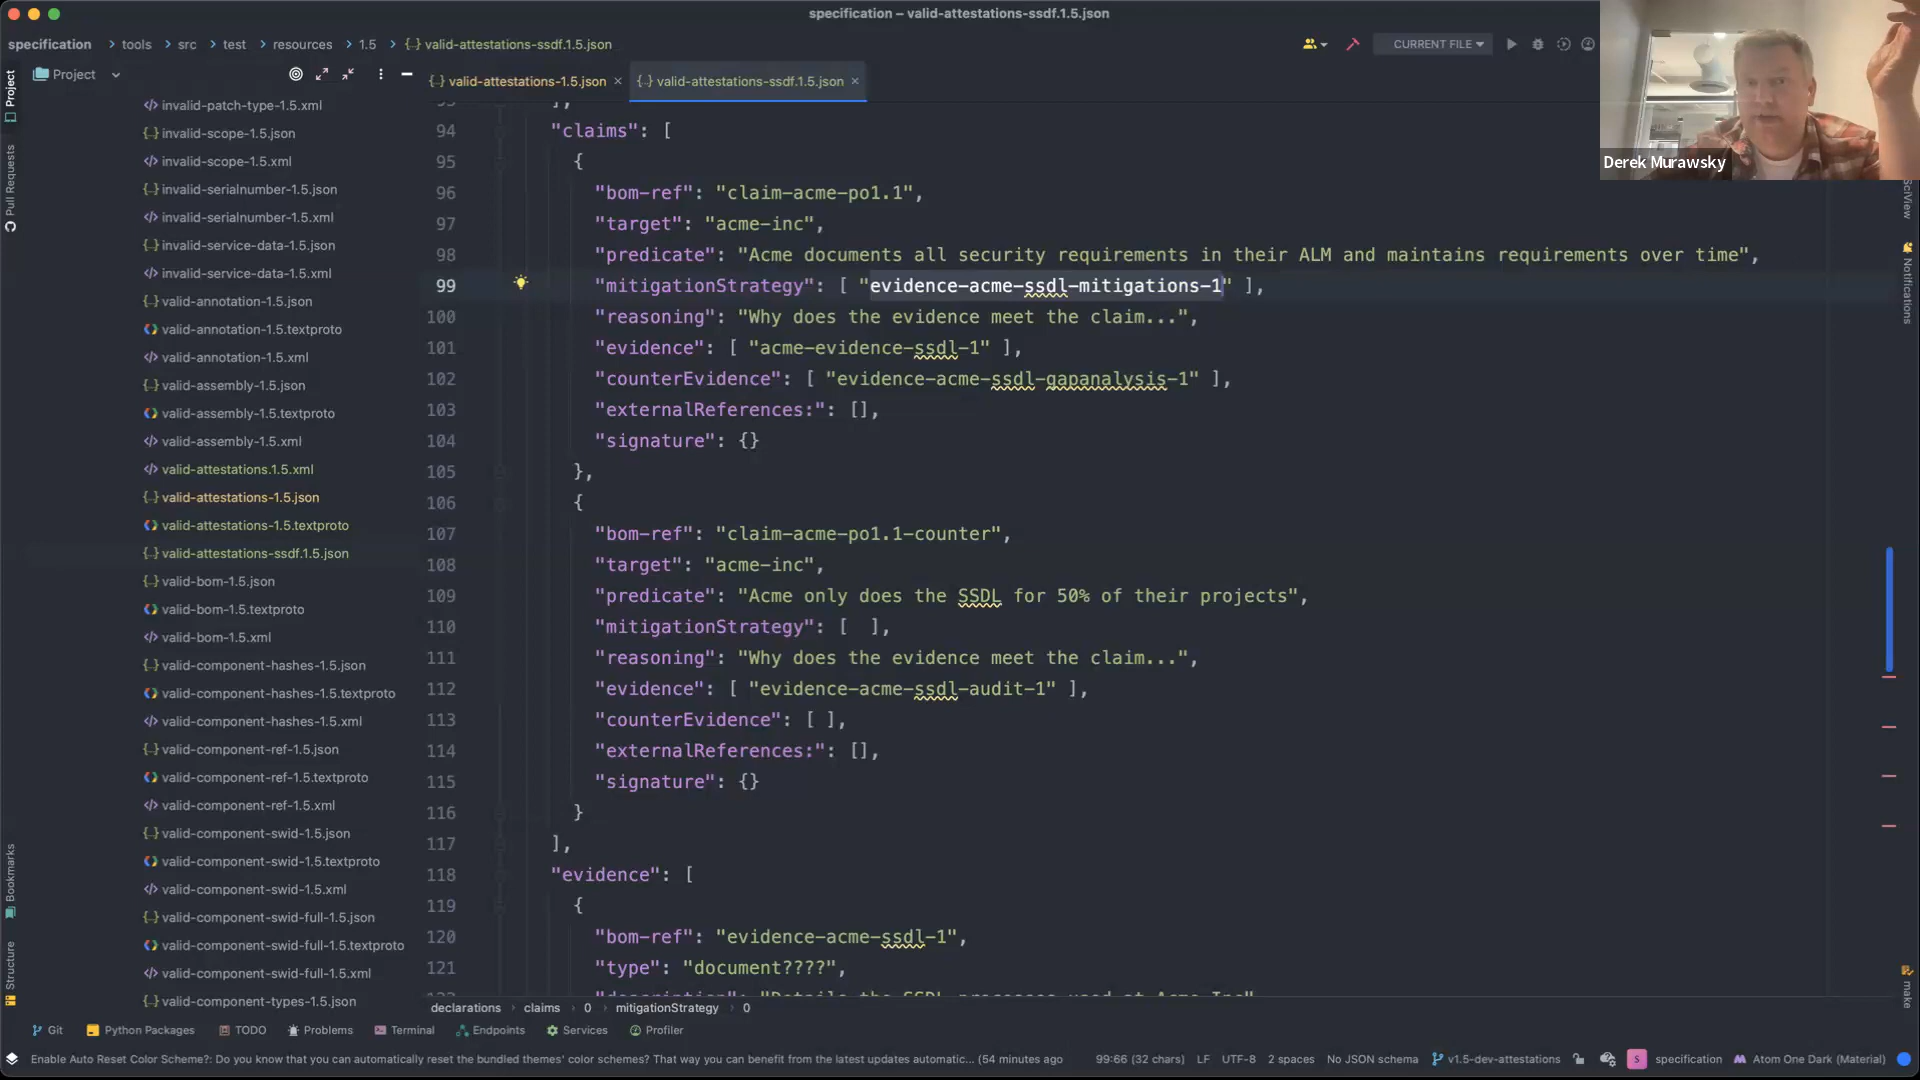 specification – valid-attestations-ssdf.1.5.json
specification > tools > src > test > resources > 1.5 > valid-attestations-ssdf.1.5.json
CURRENT FILE
Project
valid-attestations-1.5.json
valid-attestations-ssdf.1.5.json
Derek Murawsky
Project
Pull Requests
Bookmarks
Structure
SciView
Notifications
make
invalid-patch-type-1.5.xml
invalid-scope-1.5.json
invalid-scope-1.5.xml
invalid-serialnumber-1.5.json
invalid-serialnumber-1.5.xml
invalid-service-data-1.5.json
invalid-service-data-1.5.xml
valid-annotation-1.5.json
valid-annotation-1.5.textproto
valid-annotation-1.5.xml
valid-assembly-1.5.json
valid-assembly-1.5.textproto
valid-assembly-1.5.xml
valid-attestations.1.5.xml
valid-attestations-1.5.json
valid-attestations-1.5.textproto
valid-attestations-ssdf.1.5.json
valid-bom-1.5.json
valid-bom-1.5.textproto
valid-bom-1.5.xml
valid-component-hashes-1.5.json
valid-component-hashes-1.5.textproto
valid-component-hashes-1.5.xml
valid-component-ref-1.5.json
valid-component-ref-1.5.textproto
valid-component-ref-1.5.xml
valid-component-swid-1.5.json
valid-component-swid-1.5.textproto
valid-component-swid-1.5.xml
valid-component-swid-full-1.5.json
valid-component-swid-full-1.5.textproto
valid-component-swid-full-1.5.xml
valid-component-types-1.5.json
94 "claims": [
95 {
96 "bom-ref": "claim-acme-po1.1",
97 "target": "acme-inc",
98 "predicate": "Acme documents all security requirements in their ALM and maintains requirements over time",
99 "mitigationStrategy": [ "evidence-acme-ssdl-mitigations-1" ],
100 "reasoning": "Why does the evidence meet the claim...",
101 "evidence": [ "acme-evidence-ssdl-1" ],
102 "counterEvidence": [ "evidence-acme-ssdl-gapanalysis-1" ],
103 "externalReferences:": [],
104 "signature": {}
105 },
106 {
107 "bom-ref": "claim-acme-po1.1-counter",
108 "target": "acme-inc",
109 "predicate": "Acme only does the SSDL for 50% of their projects",
110 "mitigationStrategy": [  ],
111 "reasoning": "Why does the evidence meet the claim...",
112 "evidence": [ "evidence-acme-ssdl-audit-1" ],
113 "counterEvidence": [ ],
114 "externalReferences:": [],
115 "signature": {}
116 }
117 ],
118 "evidence": [
119 {
120 "bom-ref": "evidence-acme-ssdl-1",
121 "type": "document????",
"description": "Details the SSDL processes used at Acme Inc"
declarations claims 0 mitigationStrategy 0
Git Python Packages TODO Problems Terminal Endpoints Services Profiler
Enable Auto Reset Color Scheme?: Do you know that you can automatically reset the bundled themes' color schemes? That way you can benefit from the latest updates automatic... (54 minutes ago 99:66 (32 chars) LF UTF-8 2 spaces No JSON schema v1.5-dev-attestations S specification Atom One Dark (Material)